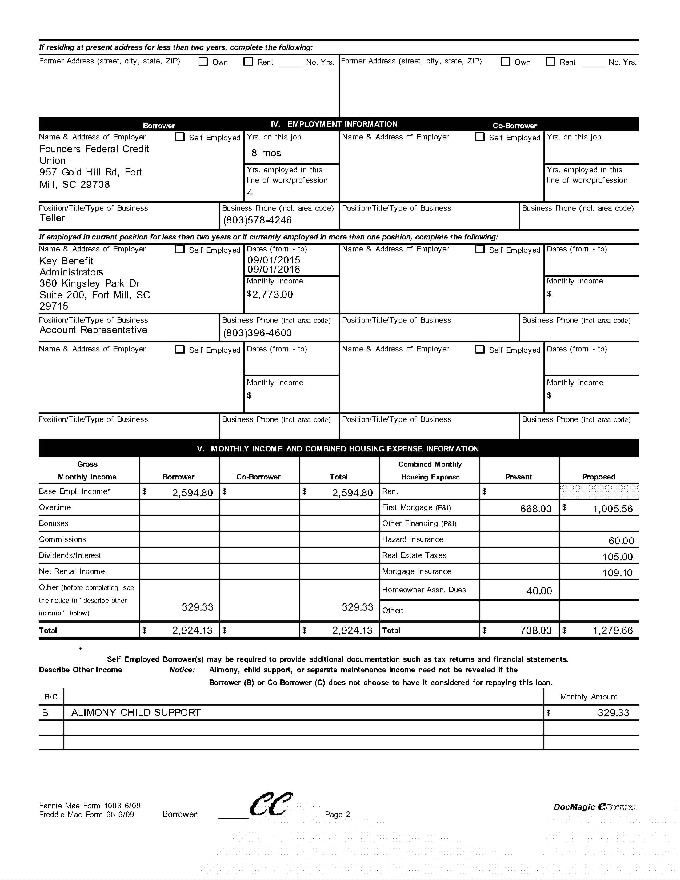 If residing at present address for less than two years, complete the following:
Former Address (street, city, state, ZIP) Own Rent No. Yrs. Former Address (street, city, state, ZIP) Own Rent No. Yrs.
Borrower IV. EMPLOYMENT INFORMATION Co-Borrower
Name & Address of Employer Self Employed Yrs. on this job Name & Address of Employer Self Employed Yrs. on this job
Founders Federal Credit
Union
957 Gold Hill Rd, Fort
Mill, SC 29708
8 mos
Yrs. employed in this
line of work/profession
Yrs. employed in this
line of work/profession
Position/Title/Type of Business Business Phone (incl. area code) Position/Title/Type of Business Business Phone (incl. area code)
Teller (803)578-4246
If employed in current position for less than two years or if currently employed in more than one position, complete the following:
Name & Address of Employer Self Employed Dates (from - to) Name & Address of Employer Self Employed Dates (from - to)
Key Benefit
Administrators
360 Kingsley Park Dr
Suite 200, Fort Mill, SC
29715
09/01/2015
09/01/2016
Monthly Income Monthly Income
$2,773.00 $
Position/Title/Type of Business Business Phone (incl. area code) Position/Title/Type of Business Business Phone (incl. area code)
Account Representative (803)396-4600
Name & Address of Employer Self Employed Dates (from - to) Name & Address of Employer Self Employed Dates (from - to)
Monthly Income Monthly Income
$ $
Position/Title/Type of Business Business Phone (incl. area code) Position/Title/Type of Business Business Phone (incl. area code)
V. MONTHLY INCOME AND COMBINED HOUSING EXPENSE INFORMATION
Gross Combined Monthly
Monthly Income Borrower Co-Borrower Total Housing Expense Present Proposed
Base Empl. Income* $ 2,594.80 $ $ 2,594.80 Rent $
Overtime First Mortgage (P&I) 668.00 $ 1,005.56
Bonuses Other Financing (P&I)
Commissions Hazard Insurance 60.00
Dividends/Interest Real Estate Taxes 105.00
Net Rental Income Mortgage Insurance 109.10
Other (before completing, see
the notice in "describe other
income", below)
329.33 329.33
Homeowner Assn. Dues 40.00
Other:
Total $ 2,924.13 $ $ 2,924.13 Total $ 708.00 $ 1,279.66
*
Self Employed Borrower(s) may be required to provide additional documentation such as tax returns and financial statements.
Describe Other Income Notice: Alimony, child support, or separate maintenance income need not be revealed if the
Borrower (B) or Co-Borrower (C) does not choose to have it considered for repaying this loan.
B/C Monthly Amount
B ALIMONY CHILD SUPPORT $ 329.33
Fannie Mae Form 1003 6/09
Freddie Mac Form 65 6/09 Borrower CC Page 2
DocMagic